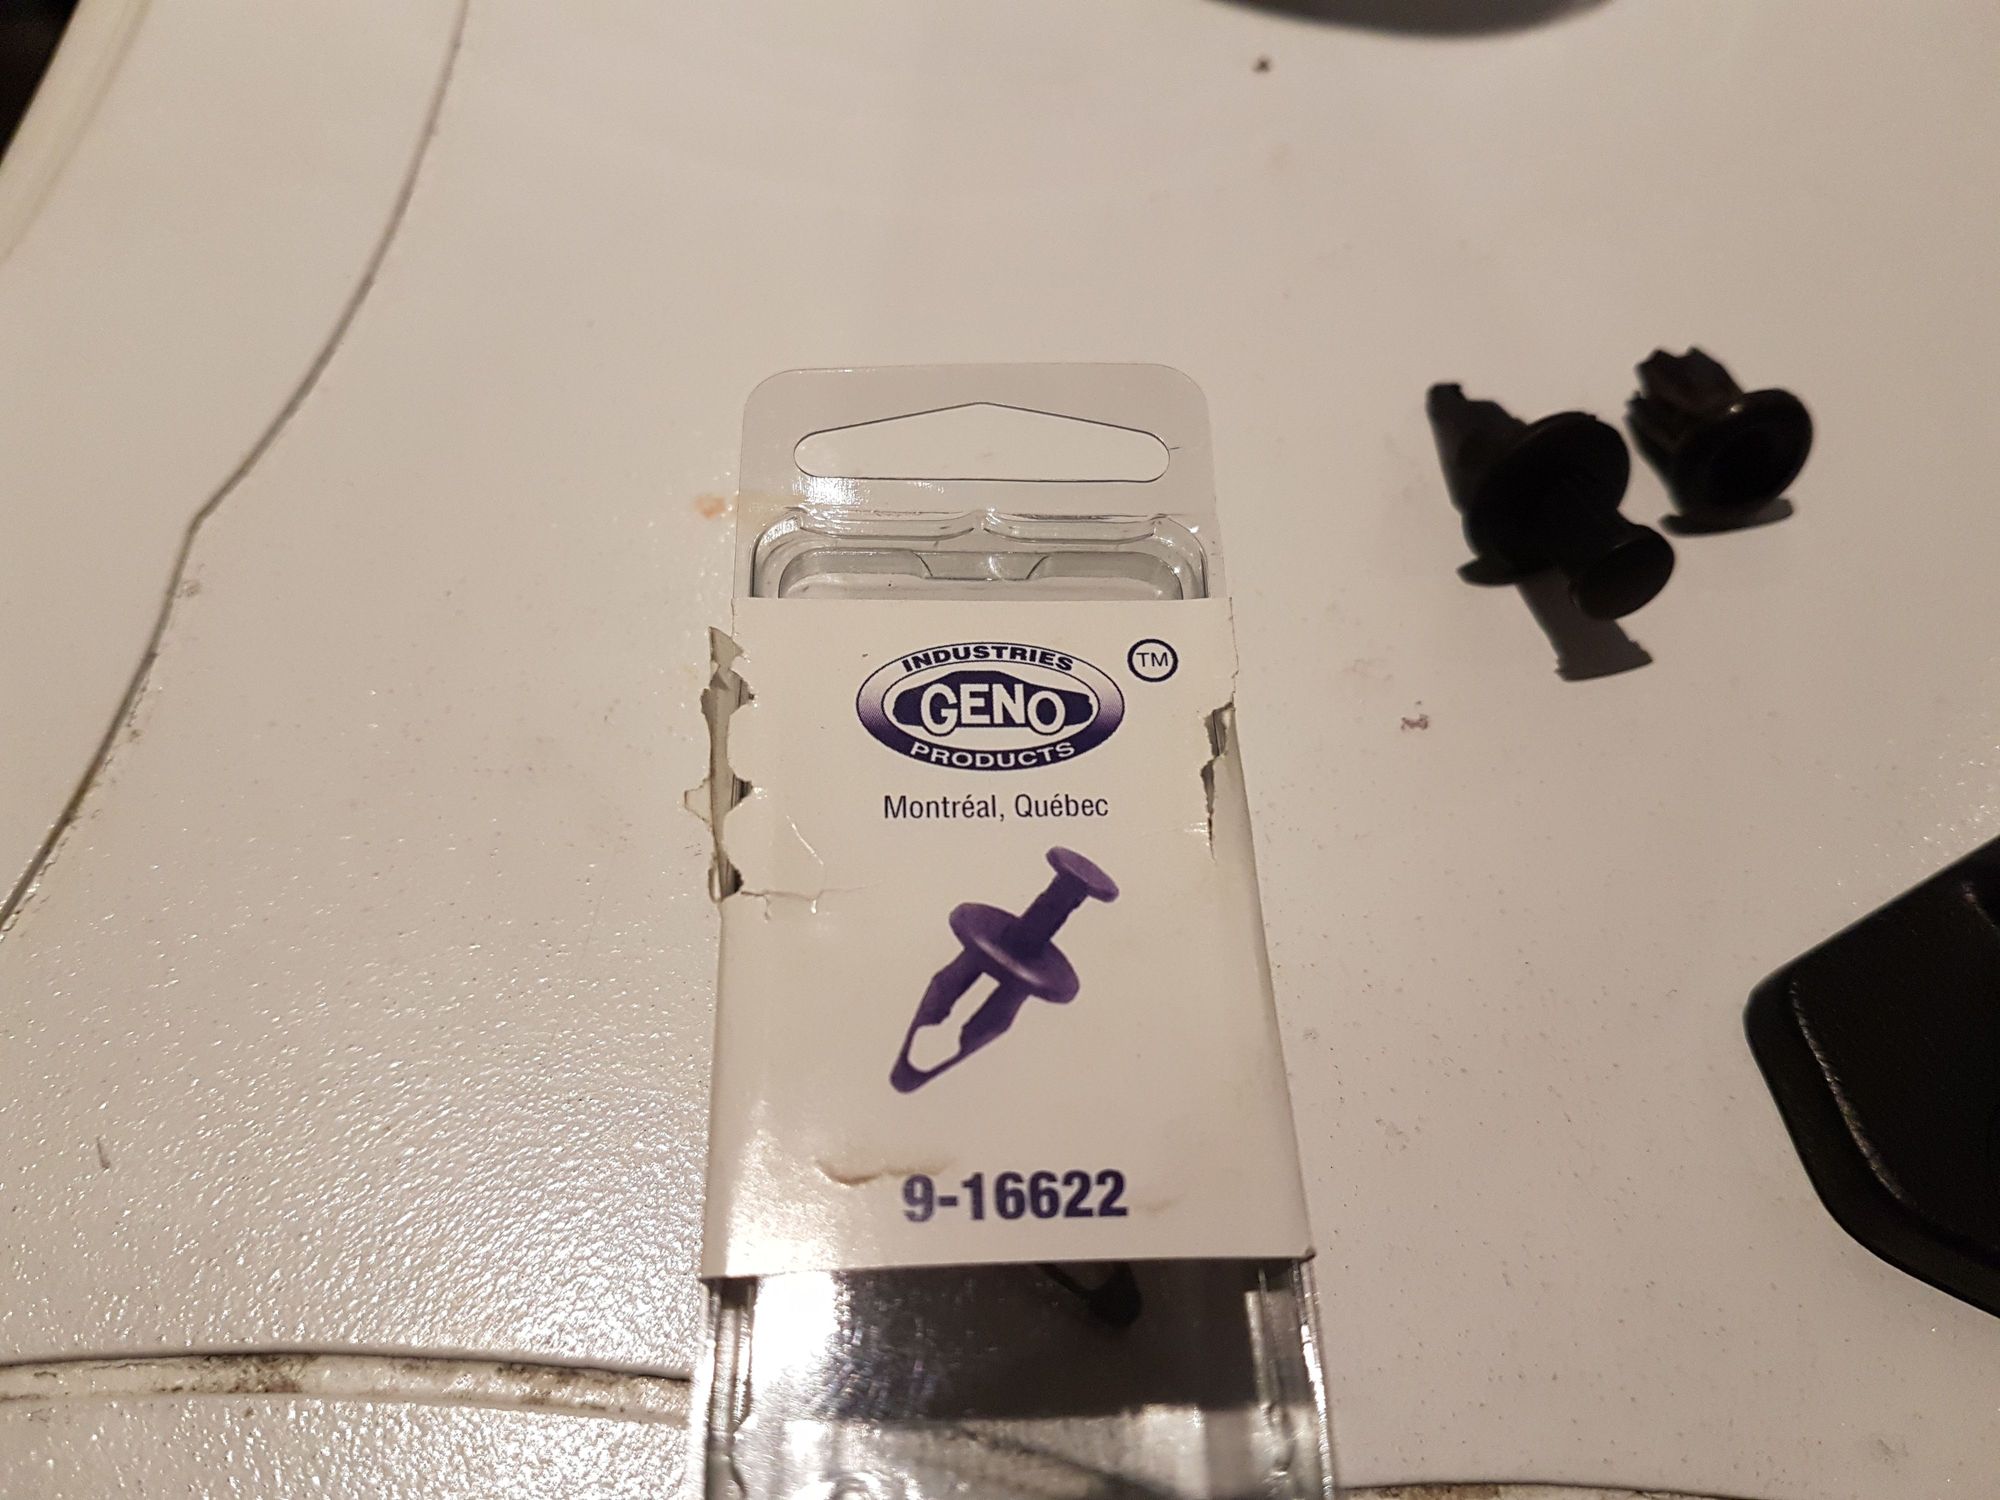 INDUSTRIES
GENO
PRODUCTS
TM
Montréal, Québec
9-16622